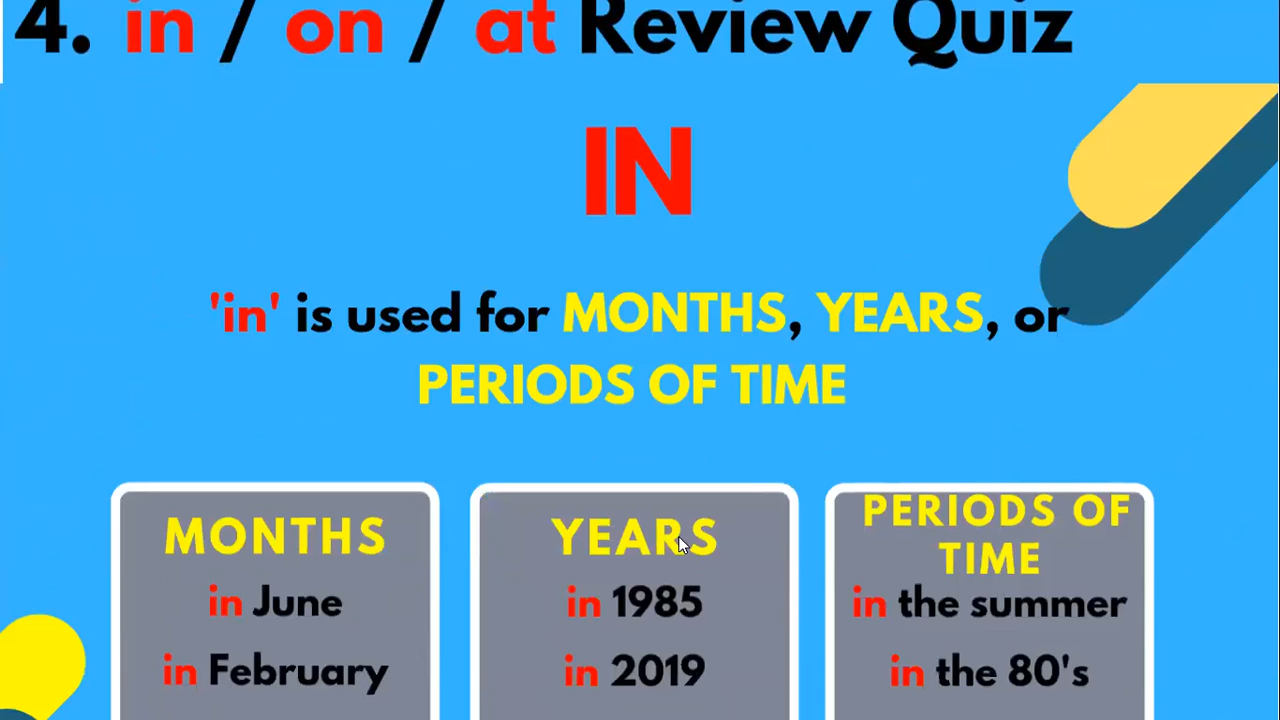 4. in / on / at Review Quiz
IN
'in' is used for MONTHS, YEARS, or
PERIODS OF TIME
MONTHS
in June
in February
YEARS
in 1985
in 2019
PERIODS OF
TIME
in the summer
in the 80's